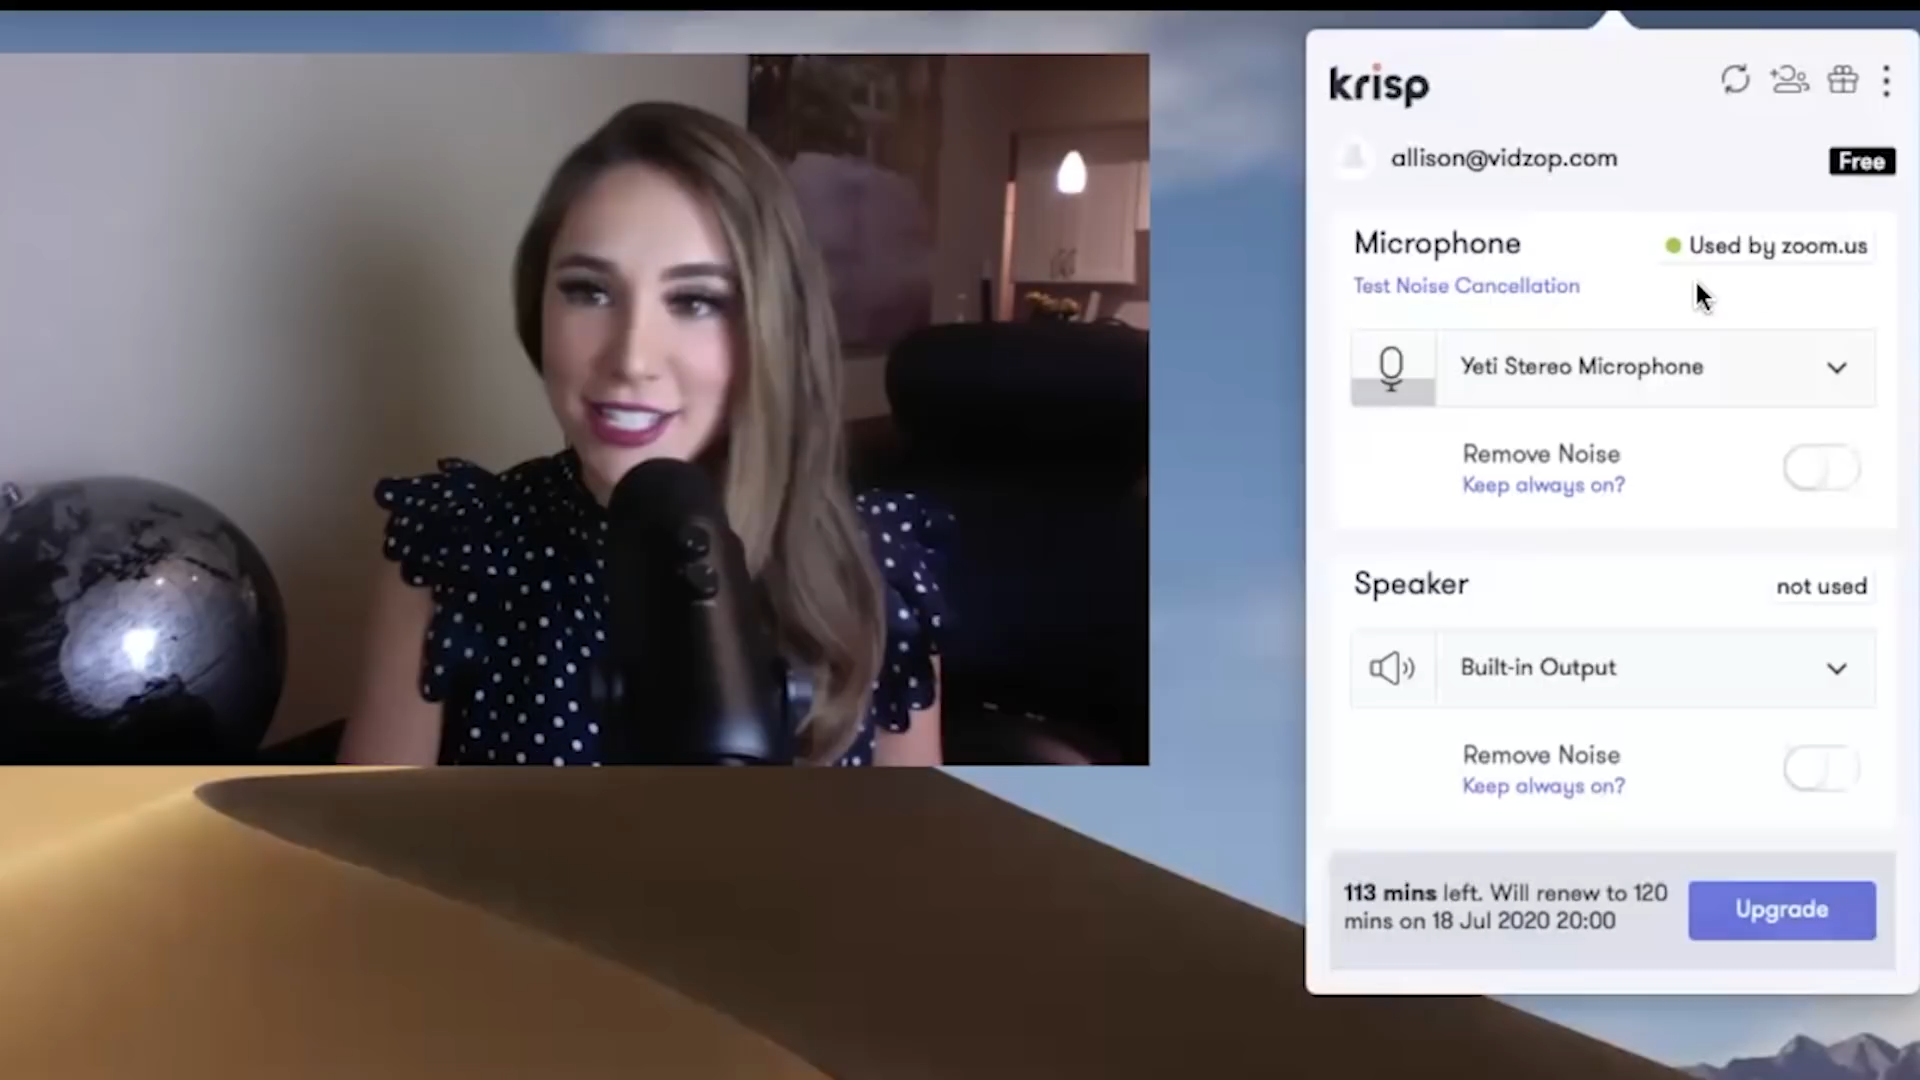 krisp
allison@vidzop.com
Free
Microphone
Used by zoom.us
Test Noise Cancellation
Yeti Stereo Microphone
Remove Noise
Keep always on?
Speaker
not used
Built-in Output
Remove Noise
Keep always on?
113 mins left. Will renew to 120
mins on 18 Jul 2020 20:00
Upgrade